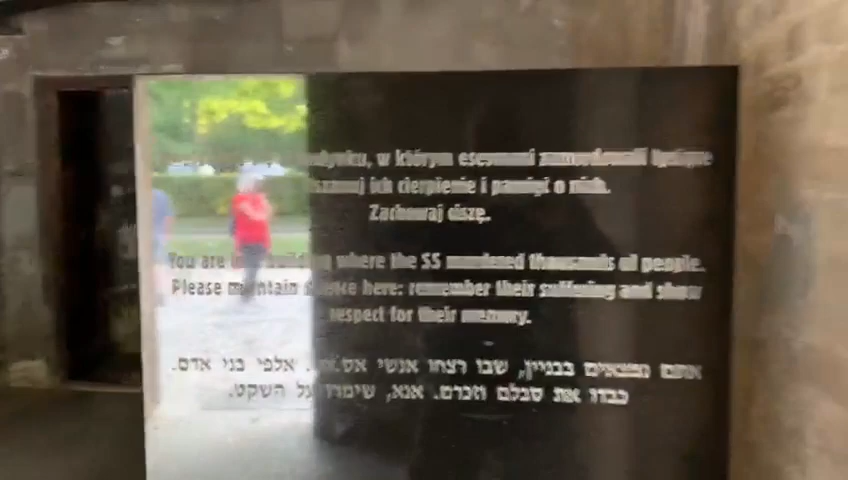 budynku, w którym esesmani zamordowali tysiące
Uszanuj ich cierpienie i pamięć o nich.
Zachowaj ciszę.
You are in a building where the SS murdered thousands of people.
Please maintain silence here: remember their suffering and show
respect for their memory.
אתם נמצאים בבניין, שבו רצחו אנשי אס.אס. אלפי בני אדם.
כבדו את סבלם וזכרם. אנא, שימרו על השקט.